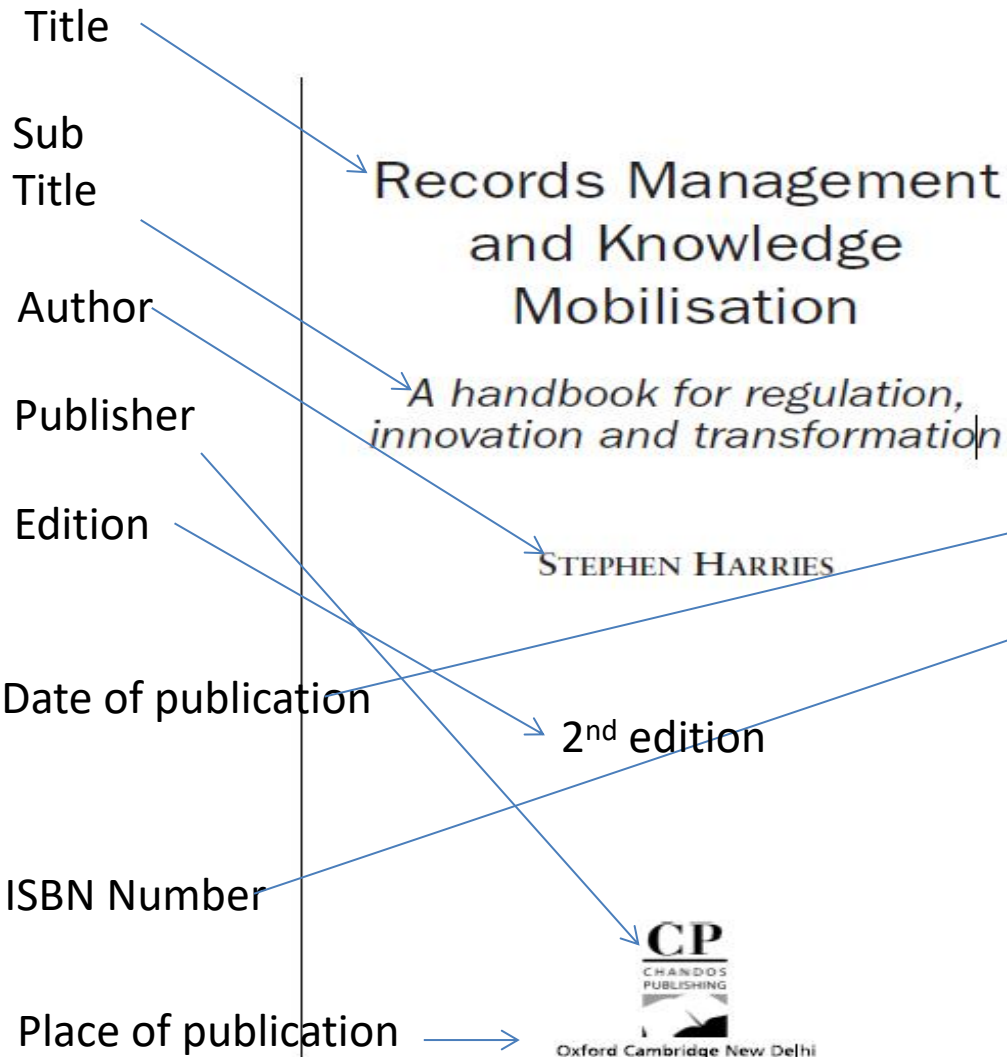 Title
Sub
Title
Author
Publisher
Edition
Date of publication
ISBN Number
Place of publication
Records Management
and Knowledge
Mobilisation
A handbook for regulation,
innovation and transformation
STEPHEN HARRIES
2nd edition
CP
CHANDOS
PUBLISHING
Oxford Cambridge New Delhi